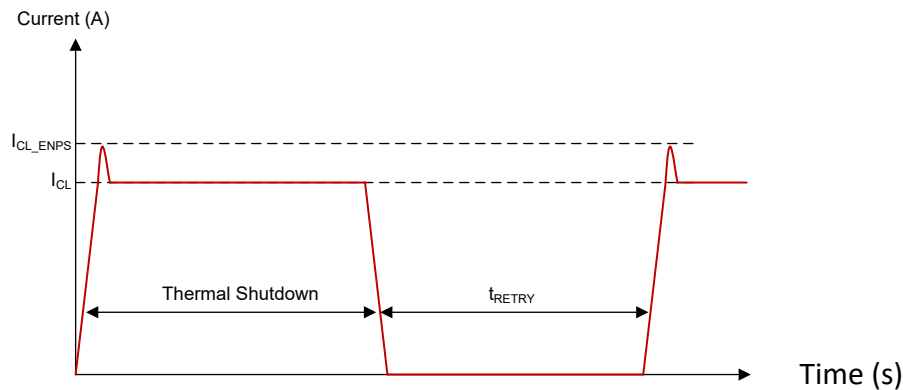 Current (A)
I_CL_ENPS
I_CL
Thermal Shutdown
t_RETRY
Time (s)